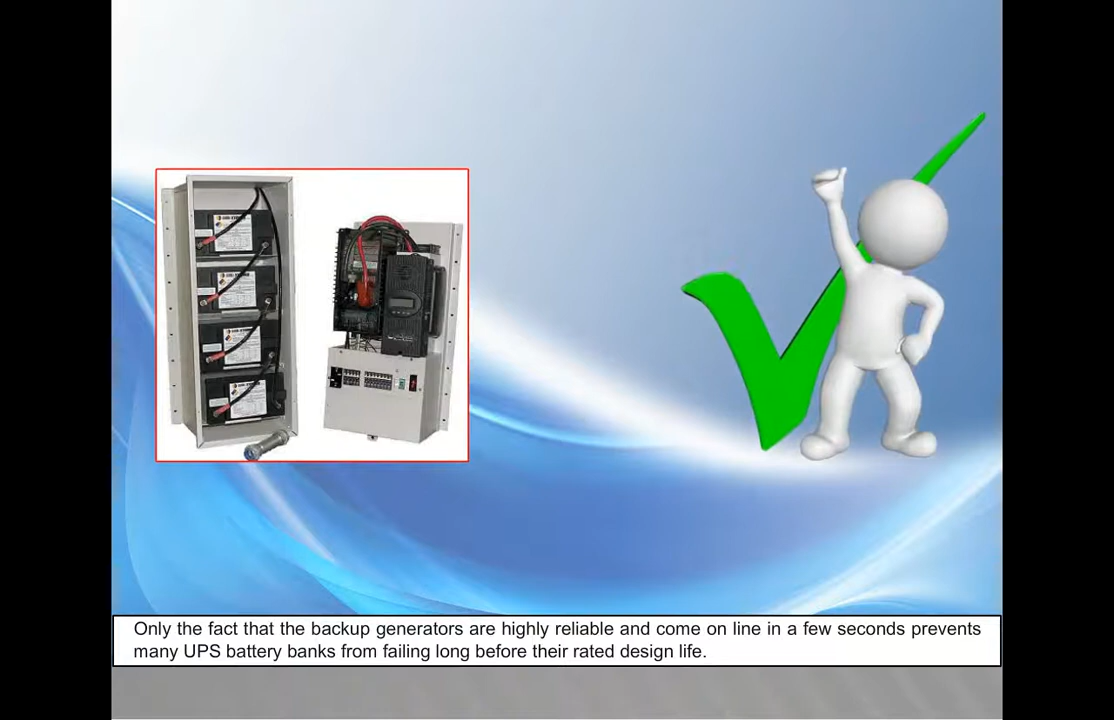 Only the fact that the backup generators are highly reliable and come on line in a few seconds prevents
many UPS battery banks from failing long before their rated design life.